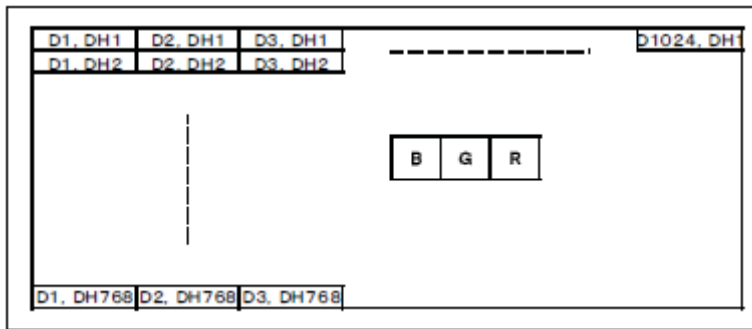 D1, DH1 D2, DH1 D3, DH1 D1024, DH1
D1, DH2 D2, DH2 D3, DH2
B G R
D1, DH768 D2, DH768 D3, DH768